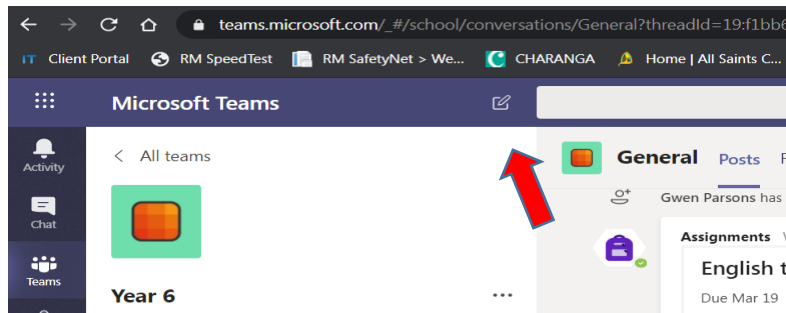 teams.microsoft.com/_#/school/conversations/General?threadId=19:f1bb6
IT Client Portal RM SpeedTest RM SafetyNet > We... CHARANGA Home | All Saints C...
Microsoft Teams
Activity
< All teams
General Posts
Gwen Parsons has
Chat
Assignments
English t
Teams
Year 6 ...
Due Mar 19